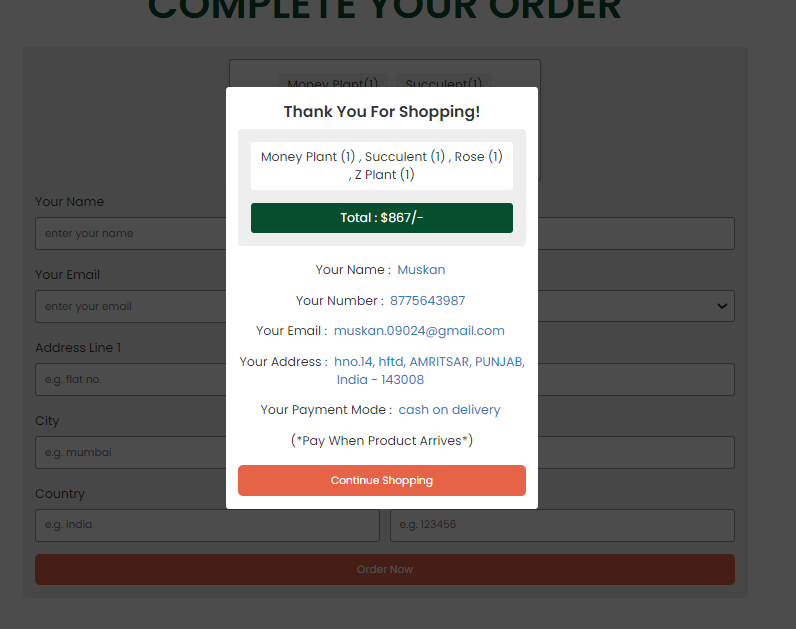 COMPLETE YOUR ORDER
Money Plant(1) Succulent(1)
Thank You For Shopping!
Money Plant (1) , Succulent (1) , Rose (1)
, Z Plant (1)
Total : $867/-
Your Name : Muskan
Your Number : 8775643987
Your Email : muskan.09024@gmail.com
Your Address : hno.14, hftd, AMRITSAR, PUNJAB,
India - 143008
Your Payment Mode : cash on delivery
(*Pay When Product Arrives*)
Continue Shopping
Your Name
enter your name
Your Email
enter your email
Address Line 1
e.g. flat no.
City
e.g. mumbai
Country
e.g. india e.g. 123456
Order Now